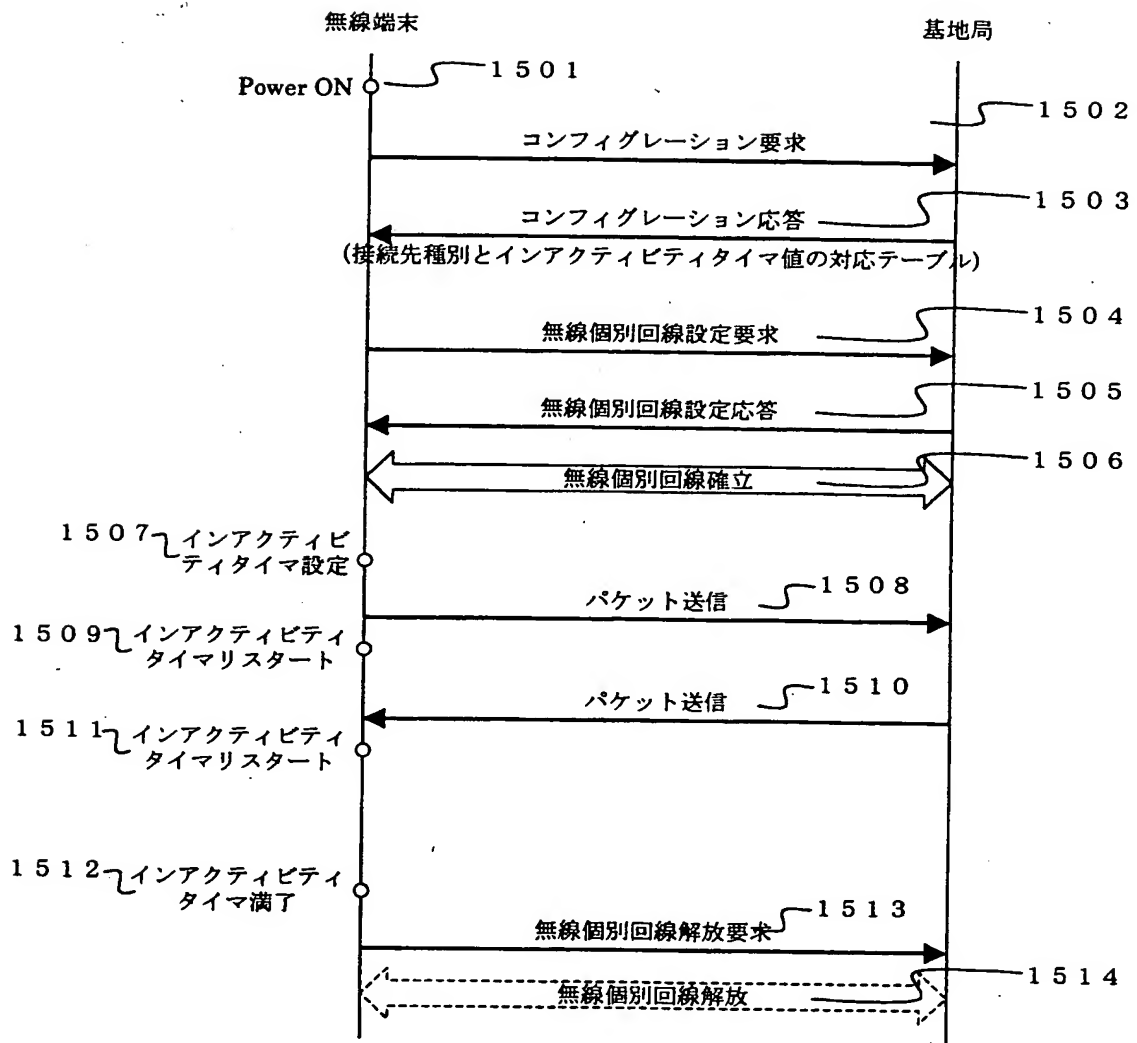 無線端末
基地局
Power ON
1501
1502
コンフィグレーション要求
1503
コンフィグレーション応答
(接続先種別とインアクティビティタイマ値の対応テーブル)
1504
無線個別回線設定要求
1505
無線個別回線設定応答
1506
無線個別回線確立
1507
インアクティビ
ティタイマ設定
1508
パケット送信
1509
インアクティビティ
タイマリスタート
1510
パケット送信
1511
インアクティビティ
タイマリスタート
1512
インアクティビティ
タイマ満了
1513
無線個別回線解放要求
1514
無線個別回線解放